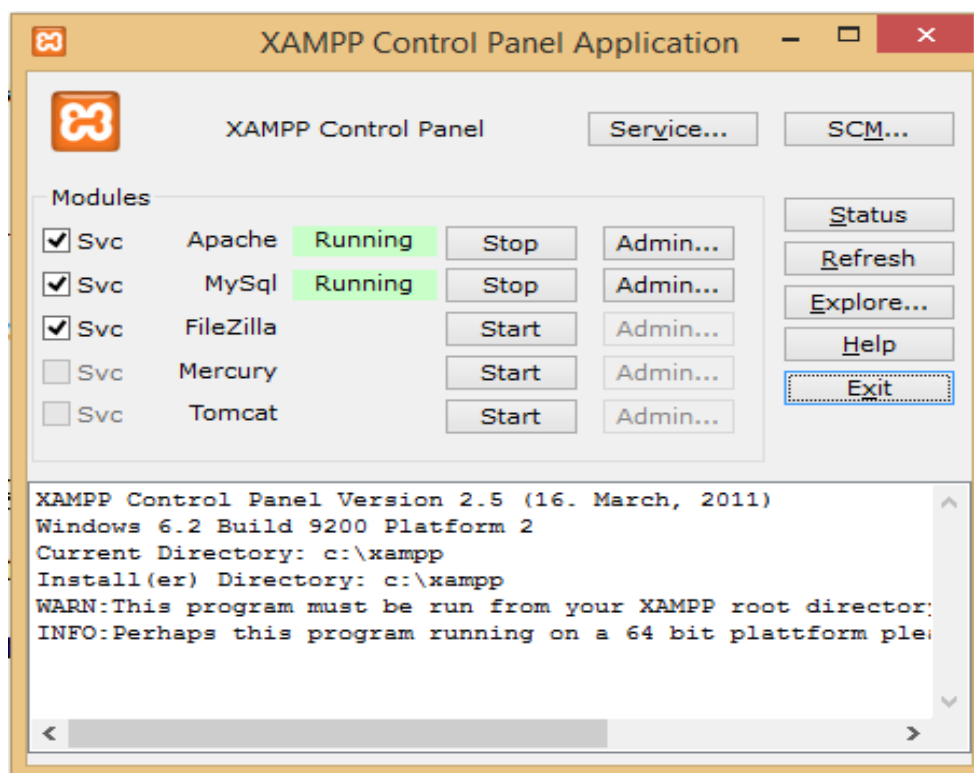 XAMPP Control Panel Application
XAMPP Control Panel Service... SCM...
Modules
Svc Apache Running Stop Admin...
Svc MySql Running Stop Admin...
Svc FileZilla Start Admin...
Svc Mercury Start Admin...
Svc Tomcat Start Admin...
Status
Refresh
Explore...
Help
Exit
XAMPP Control Panel Version 2.5 (16. March, 2011)
Windows 6.2 Build 9200 Platform 2
Current Directory: c:\xampp
Install(er) Directory: c:\xampp
WARN:This program must be run from your XAMPP root director
INFO:Perhaps this program running on a 64 bit plattform